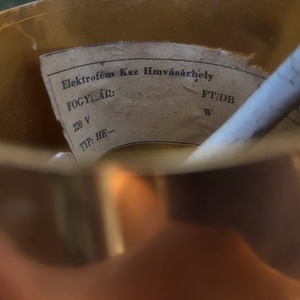 Elektrofém Ksz Hmvásárhely
FOGY..ÁR: FT/DB
220 V W
TIP: HE—